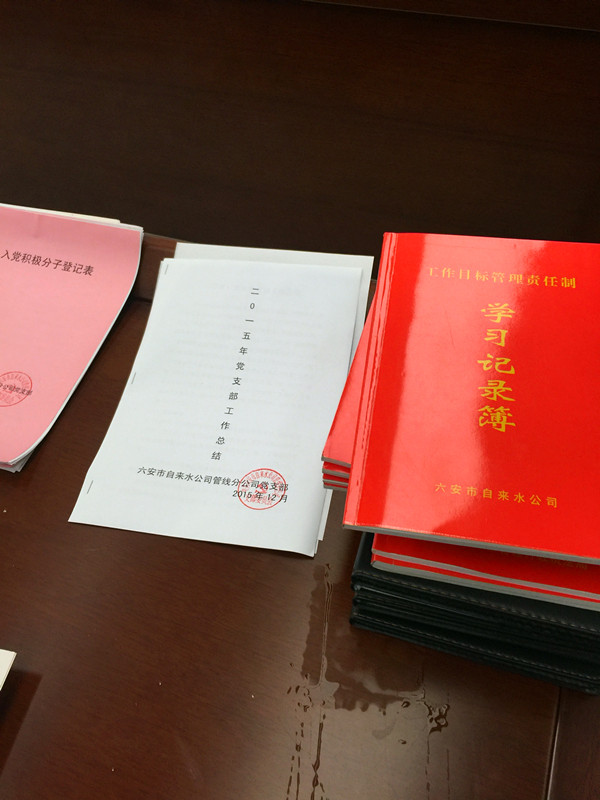 入党积极分子登记表
二0一五年党支部工作总结
六安市自来水公司管线分公司党支部
2015年12月
工作目标管理责任制
学习记录簿
六安市自来水公司